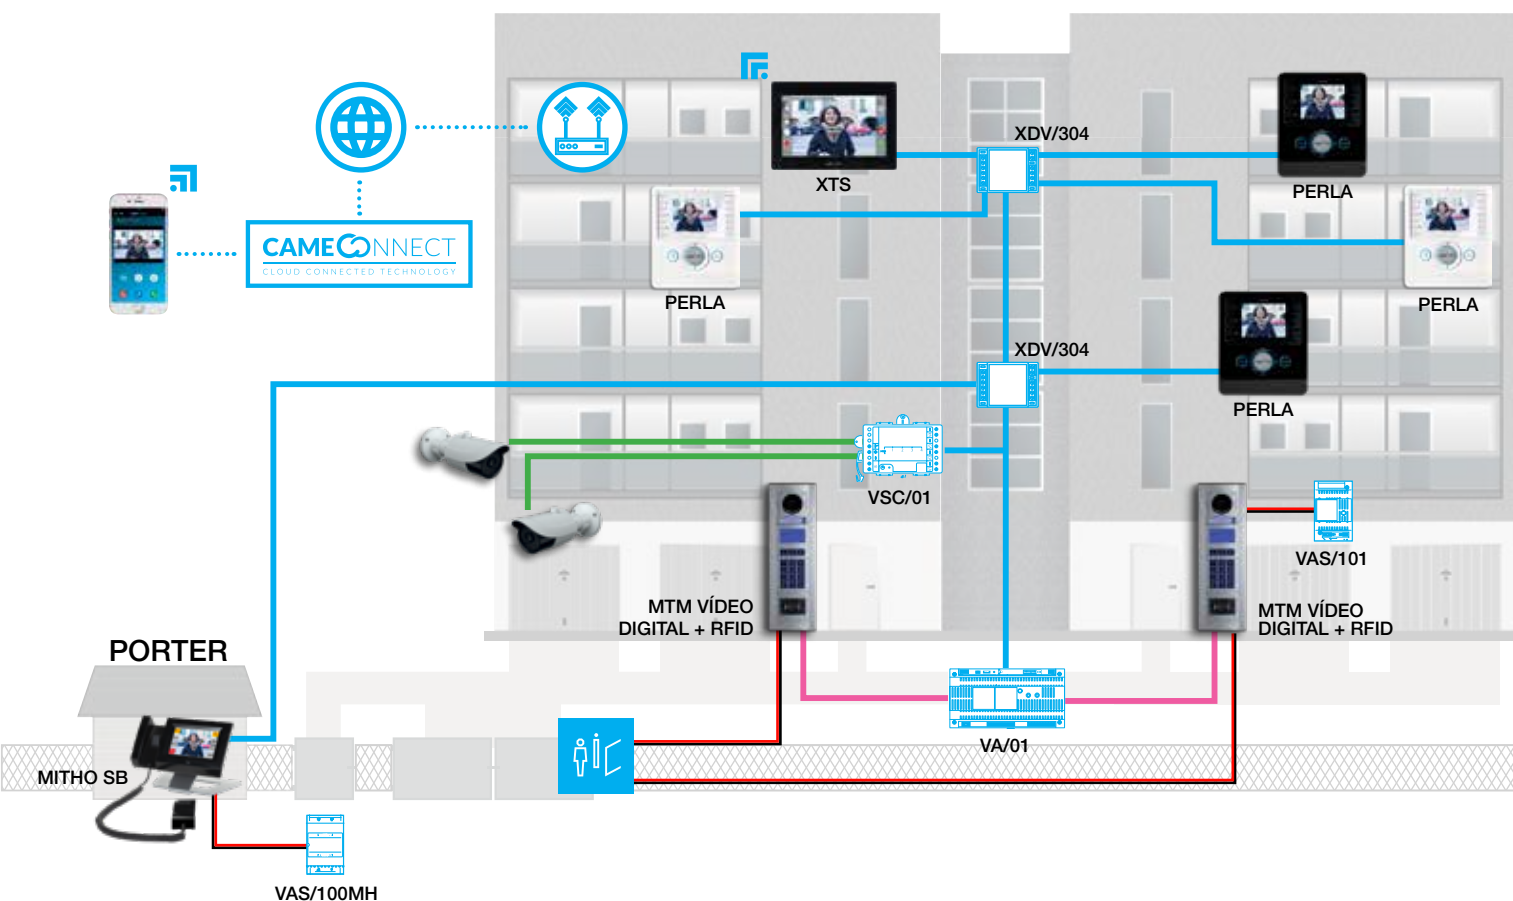 XDV/304
XTS
PERLA
CAMECONNECT
CLOUD CONNECTED TECHNOLOGY
PERLA
PERLA
XDV/304
PERLA
VSC/01
VAS/101
MTM VÍDEO
DIGITAL + RFID
MTM VÍDEO
DIGITAL + RFID
PORTER
VA/01
MITHO SB
VAS/100MH